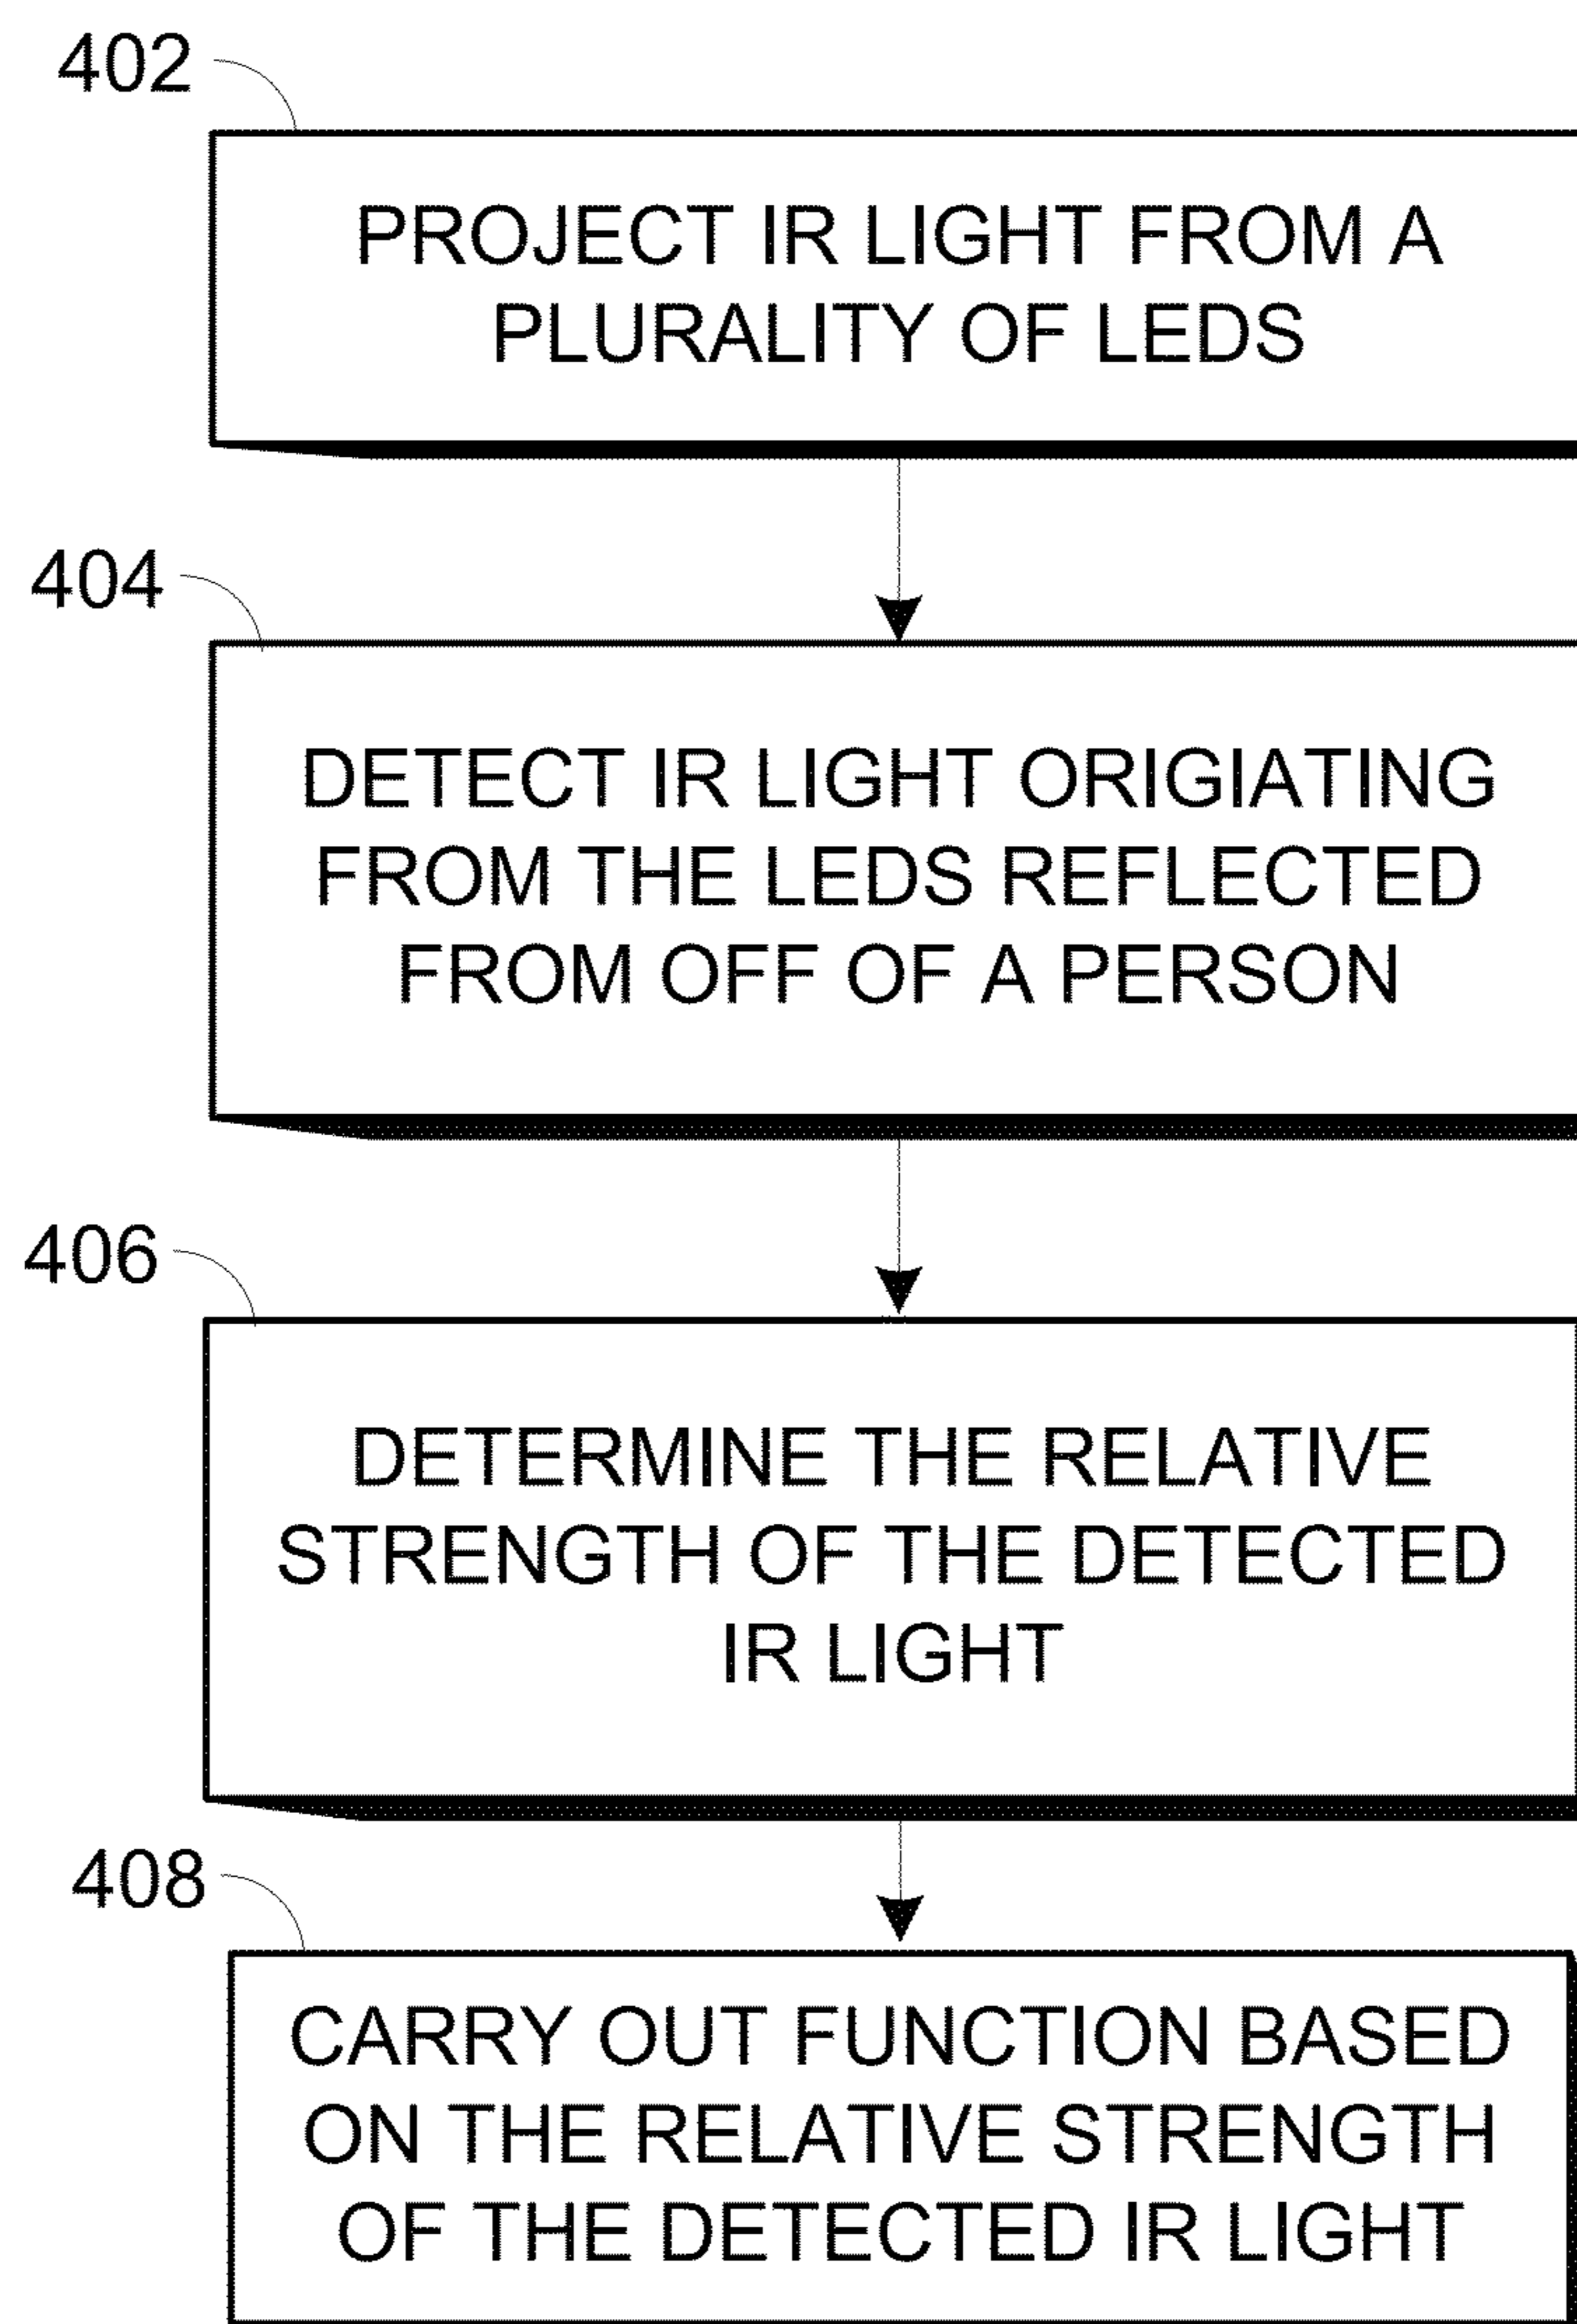 402
PROJECT IR LIGHT FROM A
PLURALITY OF LEDS
404
DETECT IR LIGHT ORIGIATING
FROM THE LEDS REFLECTED
FROM OFF OF A PERSON
406
DETERMINE THE RELATIVE
STRENGTH OF THE DETECTED
IR LIGHT
408
CARRY OUT FUNCTION BASED
ON THE RELATIVE STRENGTH
OF THE DETECTED IR LIGHT